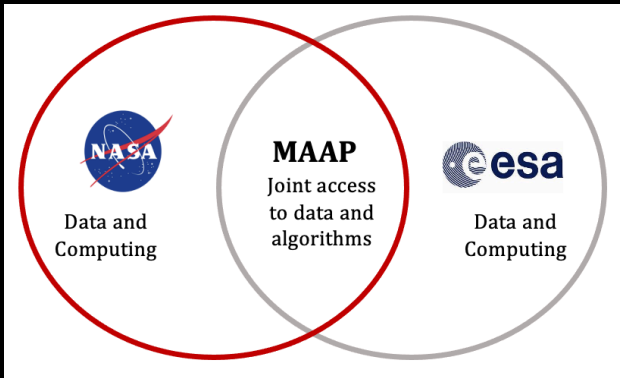 NASA
Data and
Computing
MAAP
Joint access
to data and
algorithms
esa
Data and
Computing